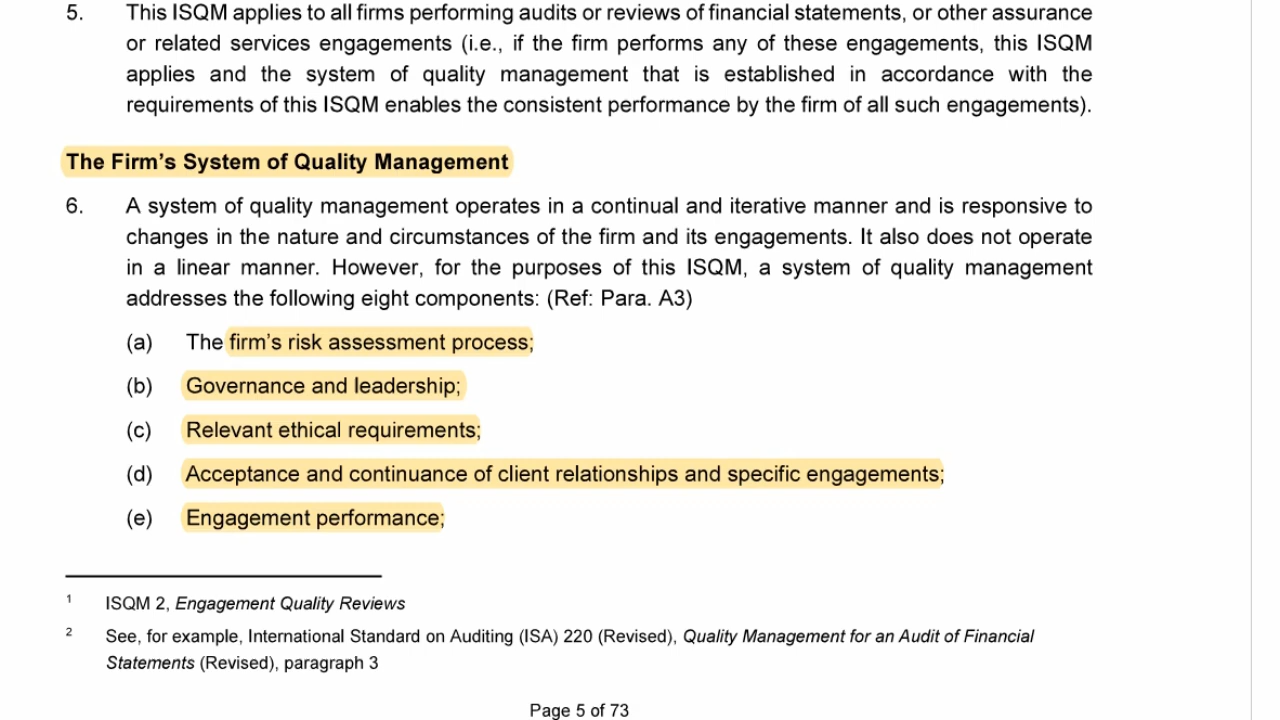 5. This ISQM applies to all firms performing audits or reviews of financial statements, or other assurance
or related services engagements (i.e., if the firm performs any of these engagements, this ISQM
applies and the system of quality management that is established in accordance with the
requirements of this ISQM enables the consistent performance by the firm of all such engagements).
The Firm's System of Quality Management
6. A system of quality management operates in a continual and iterative manner and is responsive to
changes in the nature and circumstances of the firm and its engagements. It also does not operate
in a linear manner. However, for the purposes of this ISQM, a system of quality management
addresses the following eight components: (Ref: Para. A3)
(a) The firm's risk assessment process;
(b) Governance and leadership;
(c) Relevant ethical requirements;
(d) Acceptance and continuance of client relationships and specific engagements;
(e) Engagement performance;
1 ISQM 2, Engagement Quality Reviews
2 See, for example, International Standard on Auditing (ISA) 220 (Revised), Quality Management for an Audit of Financial
Statements (Revised), paragraph 3
Page 5 of 73